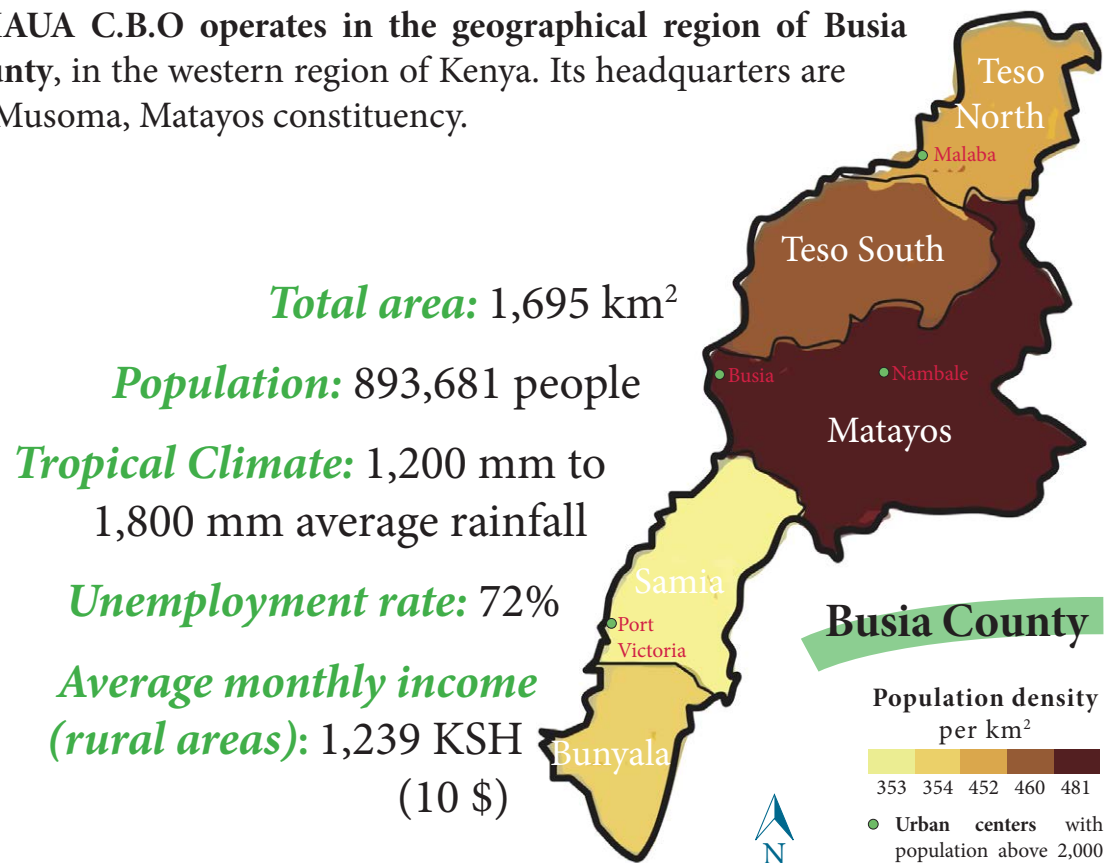 IAUA C.B.O operates in the geographical region of Busia
unty, in the western region of Kenya. Its headquarters are
Musoma, Matayos constituency.
Total area: 1,695 km²
Population: 893,681 people
Tropical Climate: 1,200 mm to
1,800 mm average rainfall
Unemployment rate: 72%
Average monthly income
(rural areas): 1,239 KSH
(10 $)
Teso
North
Malaba
Teso South
Busia
Nambale
Matayos
Samia
Port
Victoria
Bunyala
Busia County
Population density
per km²
353 354 452 460 481
Urban centers with
population above 2,000
N